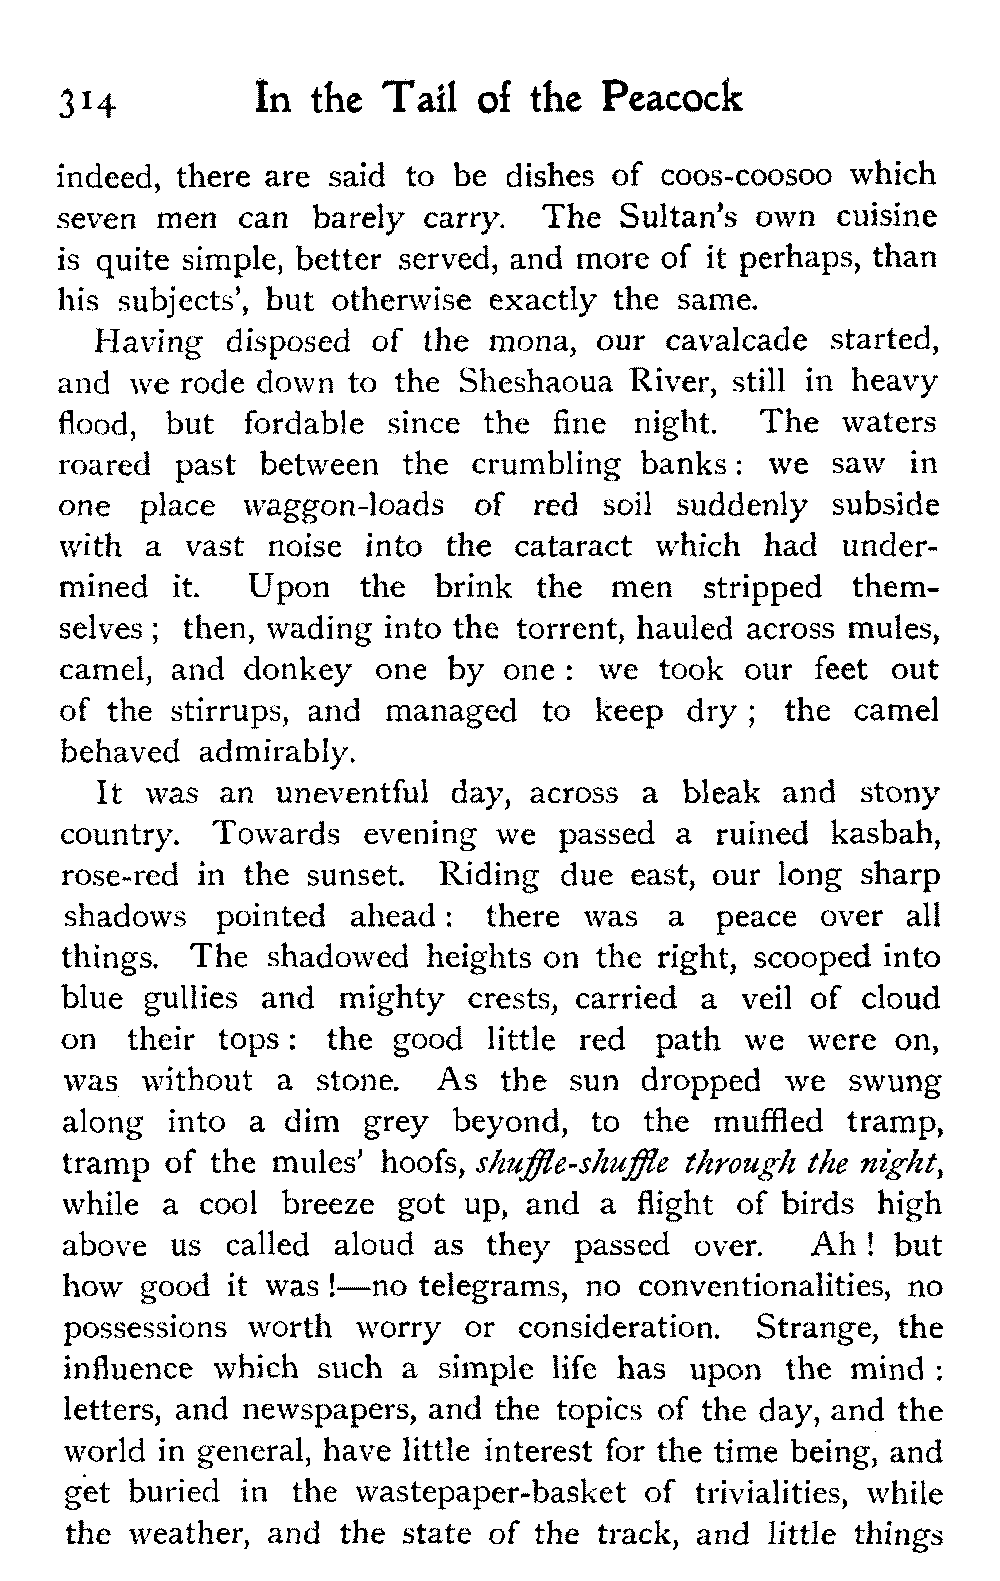 314 In the Tail of the Peacock
indeed, there are said to be dishes of coos-coosoo which
seven men can barely carry. The Sultan's own cuisine
is quite simple, better served, and more of it perhaps, than
his subjects', but otherwise exactly the same.
Having disposed of the mona, our cavalcade started,
and we rode down to the Sheshaoua River, still in heavy
flood, but fordable since the fine night. The waters
roared past between the crumbling banks: we saw in
one place waggon-loads of red soil suddenly subside
with a vast noise into the cataract which had under-
mined it. Upon the brink the men stripped them-
selves; then, wading into the torrent, hauled across mules,
camel, and donkey one by one: we took our feet out
of the stirrups, and managed to keep dry; the camel
behaved admirably.
It was an uneventful day, across a bleak and stony
country. Towards evening we passed a ruined kasbah,
rose-red in the sunset. Riding due east, our long sharp
shadows pointed ahead: there was a peace over all
things. The shadowed heights on the right, scooped into
blue gullies and mighty crests, carried a veil of cloud
on their tops: the good little red path we were on,
was without a stone. As the sun dropped we swung
along into a dim grey beyond, to the muffled tramp,
tramp of the mules' hoofs, shuffle-shuffle through the night,
while a cool breeze got up, and a flight of birds high
above us called aloud as they passed over. Ah! but
how good it was!—no telegrams, no conventionalities, no
possessions worth worry or consideration. Strange, the
influence which such a simple life has upon the mind:
letters, and newspapers, and the topics of the day, and the
world in general, have little interest for the time being, and
get buried in the wastepaper-basket of trivialities, while
the weather, and the state of the track, and little things